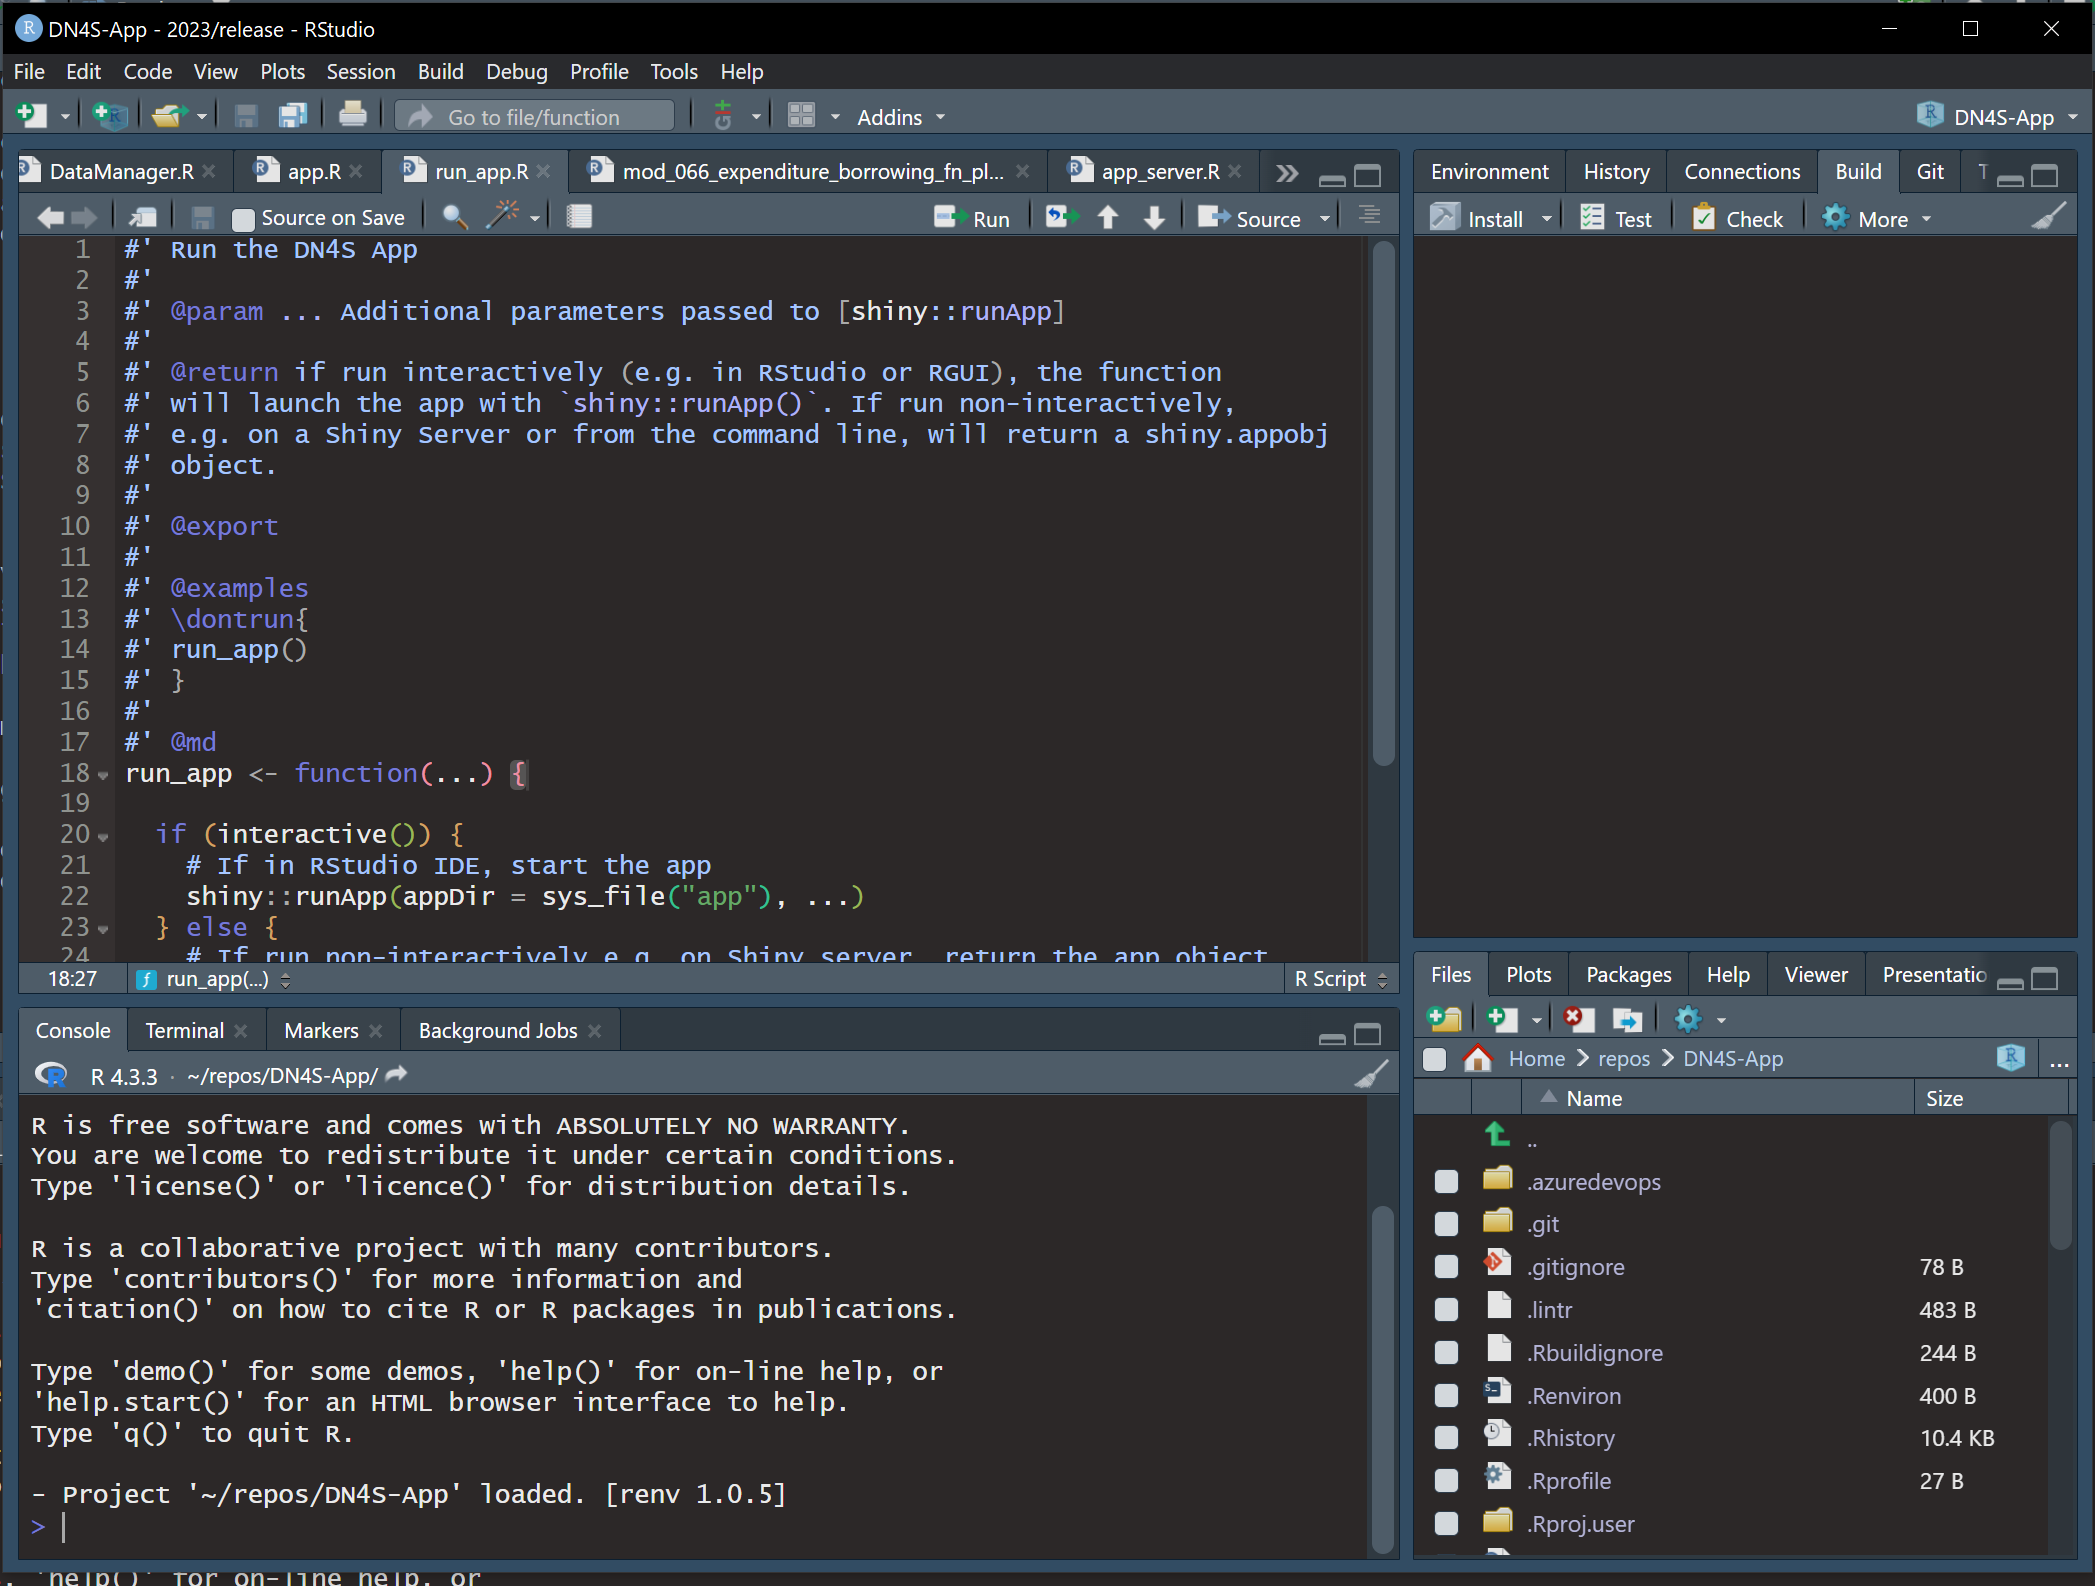 DN4S-App - 2023/release - RStudio
File Edit Code View Plots Session Build Debug Profile Tools Help
Go to file/function Addins DN4S-App
DataManager.R app.R run_app.R mod_066_expenditure_borrowing_fn_pl... app_server.R
Source on Save Run Source
1 #' Run the DN4S App
2 #'
3 #' @param ... Additional parameters passed to [shiny::runApp]
4 #'
5 #' @return if run interactively (e.g. in RStudio or RGUI), the function
6 #' will launch the app with `shiny::runApp()`. If run non-interactively,
7 #' e.g. on a Shiny Server or from the command line, will return a shiny.appobj
8 #' object.
9 #'
10 #' @export
11 #'
12 #' @examples
13 #' \dontrun{
14 #' run_app()
15 #' }
16 #'
17 #' @md
18 run_app <- function(...) {
19
20 if (interactive()) {
21 # If in RStudio IDE, start the app
22 shiny::runApp(appDir = sys_file("app"), ...)
23 } else {
24 # If run non-interactively e.g. on Shiny server, return the app object
18:27 run_app(...) R Script
Console Terminal Markers Background Jobs
R 4.3.3 · ~/repos/DN4S-App/
R is free software and comes with ABSOLUTELY NO WARRANTY.
You are welcome to redistribute it under certain conditions.
Type 'license()' or 'licence()' for distribution details.
R is a collaborative project with many contributors.
Type 'contributors()' for more information and
'citation()' on how to cite R or R packages in publications.
Type 'demo()' for some demos, 'help()' for on-line help, or
'help.start()' for an HTML browser interface to help.
Type 'q()' to quit R.
- Project '~/repos/DN4S-App' loaded. [renv 1.0.5]
>
Environment History Connections Build Git T
Install Test Check More
Files Plots Packages Help Viewer Presentatio
Home repos DN4S-App ...
Name Size
..
.azuredevops
.git
.gitignore 78 B
.lintr 483 B
.Rbuildignore 244 B
.Renviron 400 B
.Rhistory 10.4 KB
.Rprofile 27 B
.Rproj.user
'help()' for on-line help, or